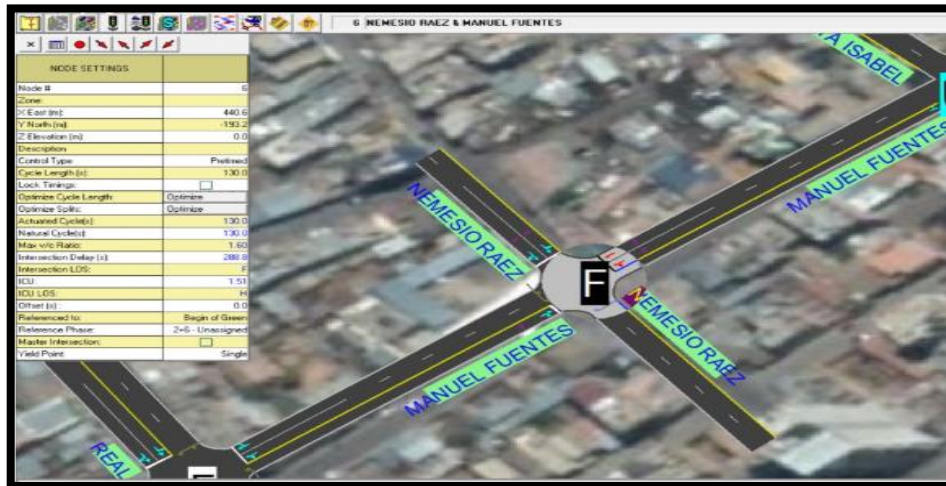 6 NEMESIO RAEZ & MANUEL FUENTES
NODE SETTINGS
Node # 6
Zone:
X East (m): 440.6
Y North (m): -193.2
Z Elevation (m): 0.0
Description
Control Type Pretimed
Cycle Length (s): 130.0
Lock Timings:
Optimize Cycle Length: Optimize
Optimize Splits: Optimize
Actuated Cycle(s): 130.0
Natural Cycle(s): 130.0
Max v/c Ratio: 1.60
Intersection Delay (s): 288.8
Intersection LOS: F
ICU: 1.51
ICU LOS: H
Offset (s): 0.0
Referenced to: Begin of Green
Reference Phase: 2+6 - Unassigned
Master Intersection:
Yield Point: Single
ISABEL
MANUEL FUENTES
NEMESIO RAEZ
F
NEMESIO RAEZ
MANUEL FUENTES
REAL